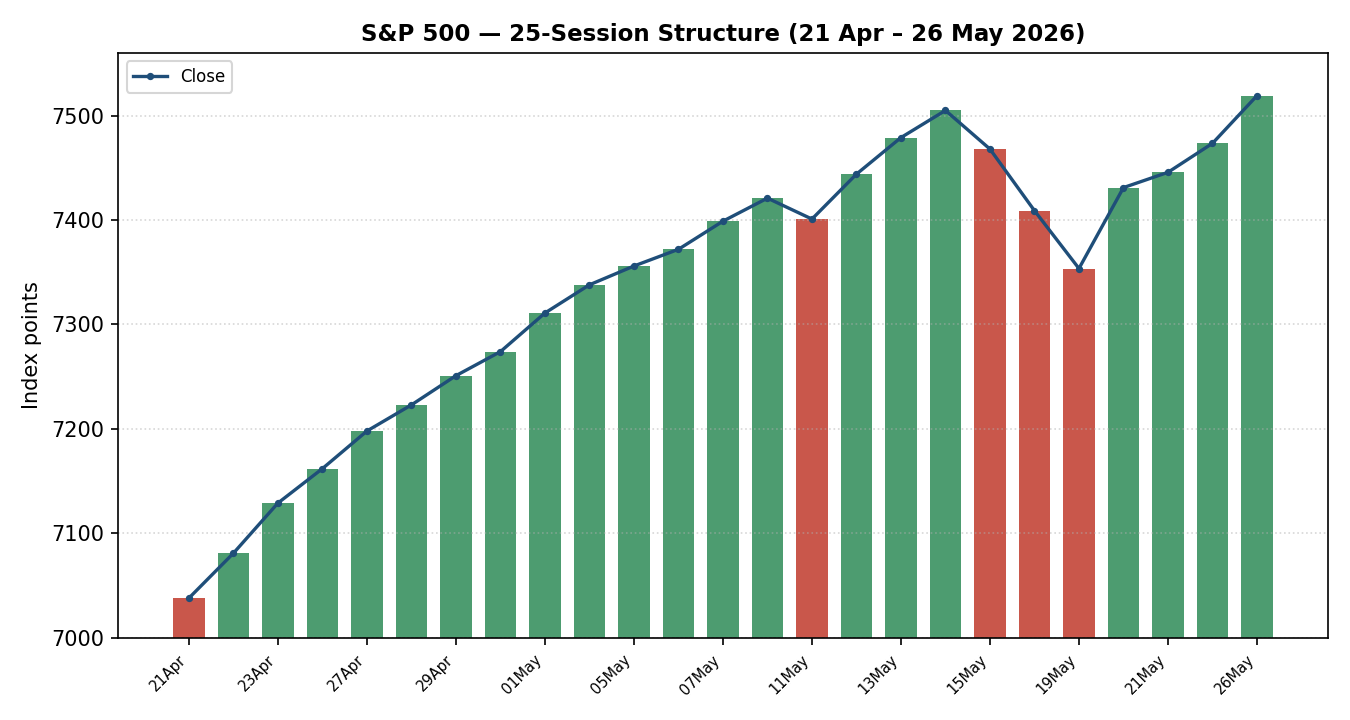 S&P 500 — 25-Session Structure (21 Apr – 26 May 2026)
Close
Index points
7500
7400
7300
7200
7100
7000
21Apr
23Apr
27Apr
29Apr
01May
05May
07May
11May
13May
15May
19May
21May
26May